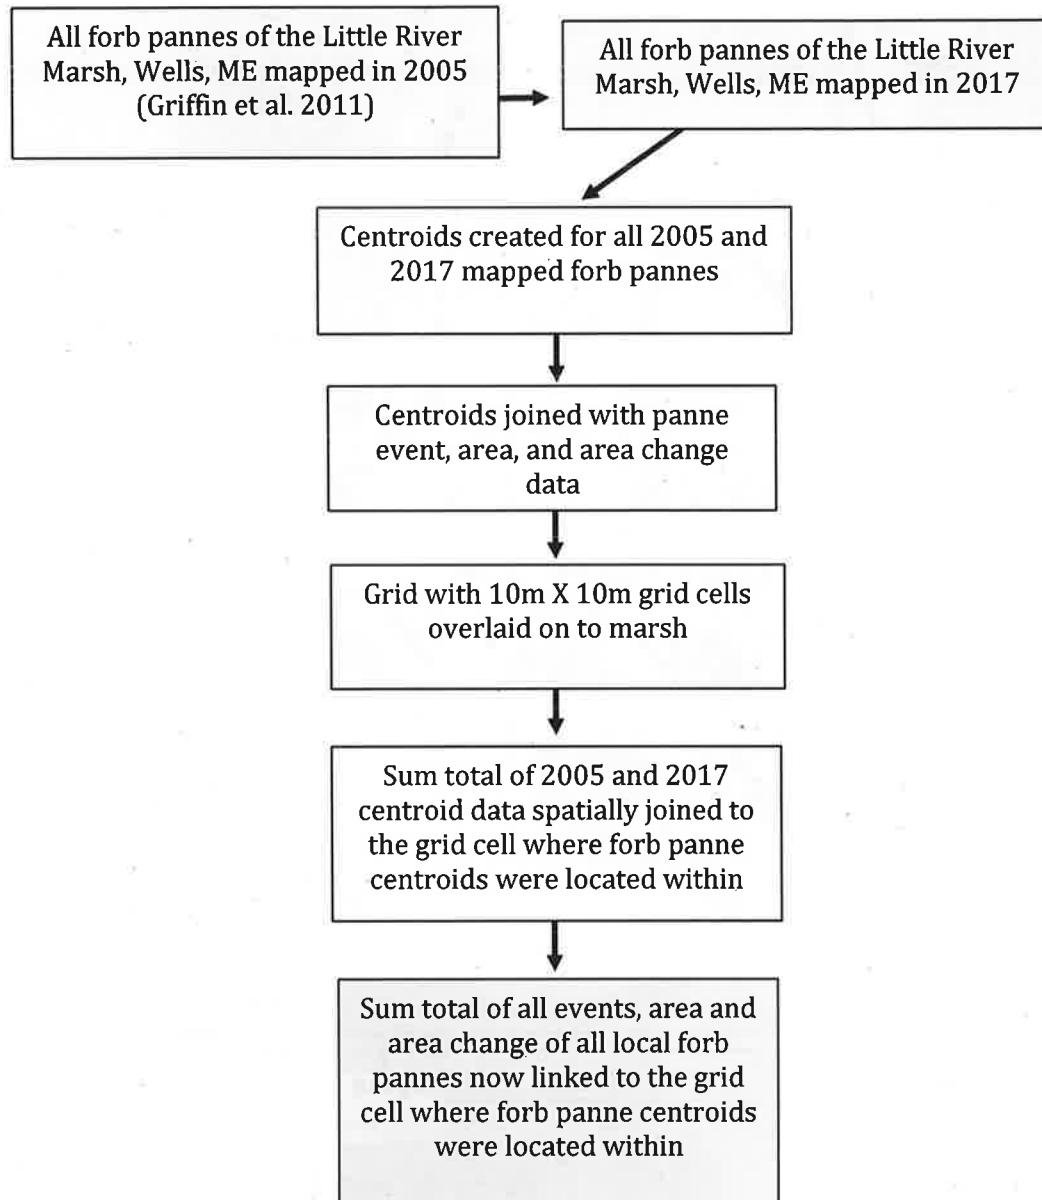 All forb pannes of the Little River
Marsh, Wells, ME mapped in 2005
(Griffin et al. 2011)
All forb pannes of the Little River
Marsh, Wells, ME mapped in 2017
Centroids created for all 2005 and
2017 mapped forb pannes
Centroids joined with panne
event, area, and area change
data
Grid with 10m X 10m grid cells
overlaid on to marsh
Sum total of 2005 and 2017
centroid data spatially joined to
the grid cell where forb panne
centroids were located within
Sum total of all events, area and
area change of all local forb
pannes now linked to the grid
cell where forb panne centroids
were located within